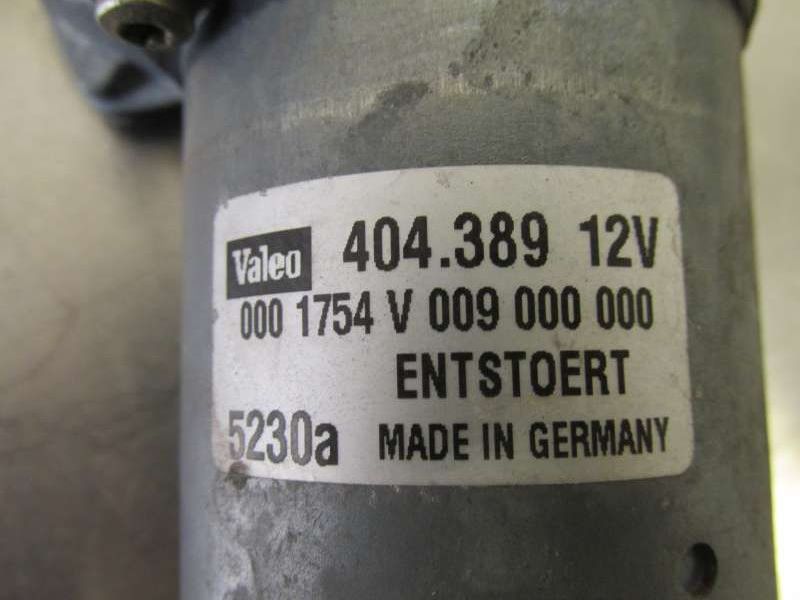 Valeo 404.389 12V
000 1754 V 009 000 000
ENTSTOERT
5230a MADE IN GERMANY